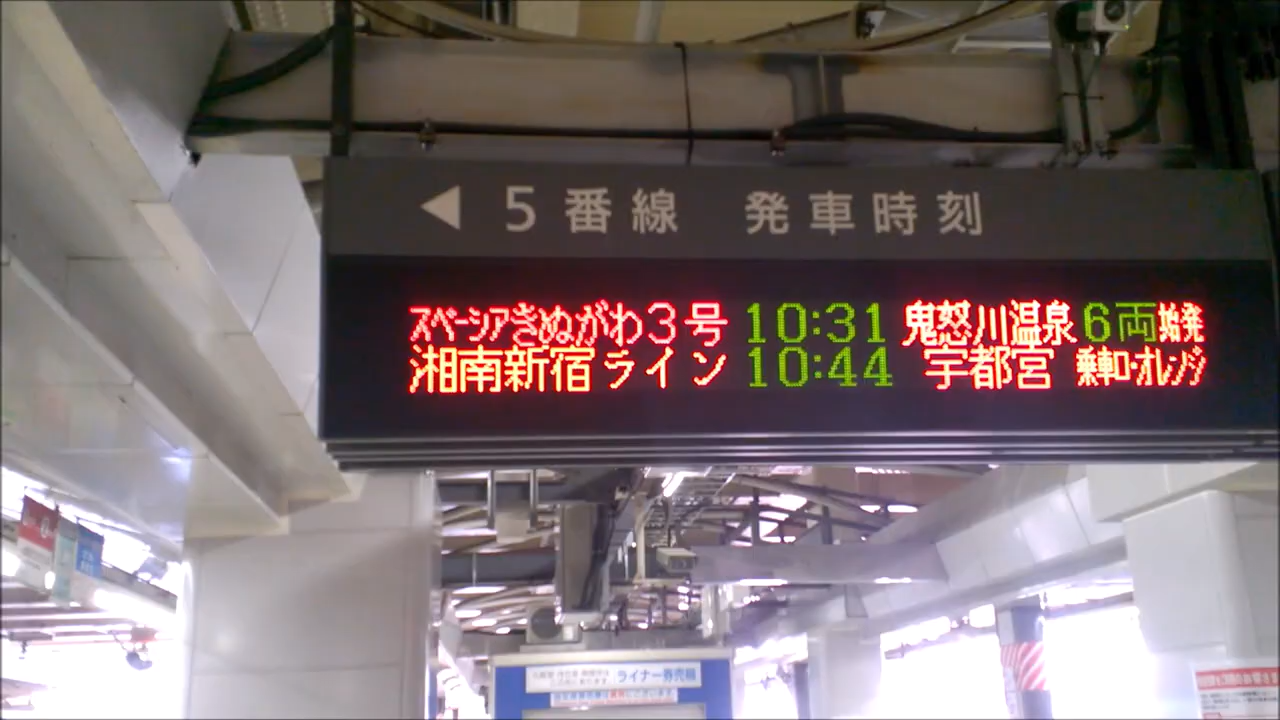 ◀ 5番線 発車時刻
スペーシアきぬがわ3号 10:31 鬼怒川温泉 6両始発
湘南新宿ライン 10:44 宇都宮 乗車口・オレンジ
ライナー券売機